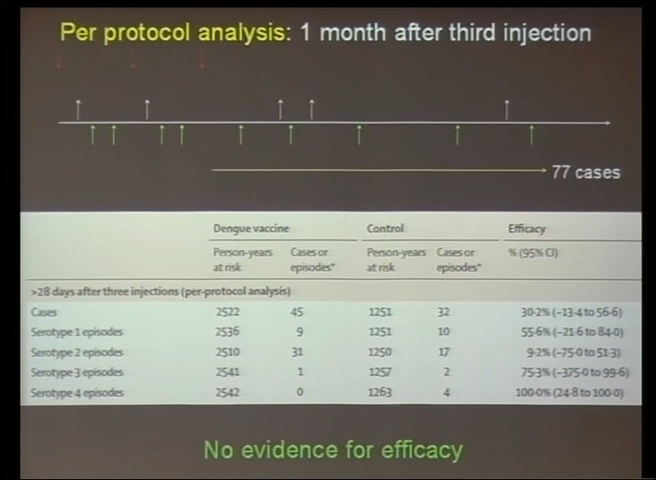 Per protocol analysis: 1 month after third injection
77 cases
Dengue vaccine Control Efficacy
Person-years at risk Cases or episodes* Person-years at risk Cases or episodes* % (95% CI)
>28 days after three injections (per-protocol analysis)
Cases 2522 45 1251 32 30·2% (–13·4 to 56·6)
Serotype 1 episodes 2536 9 1251 10 55·6% (–21·6 to 84·0)
Serotype 2 episodes 2510 31 1250 17 9·2% (–75·0 to 51·3)
Serotype 3 episodes 2541 1 1257 2 75·3% (–375·0 to 99·6)
Serotype 4 episodes 2542 0 1263 4 100·0% (24·8 to 100·0)
No evidence for efficacy